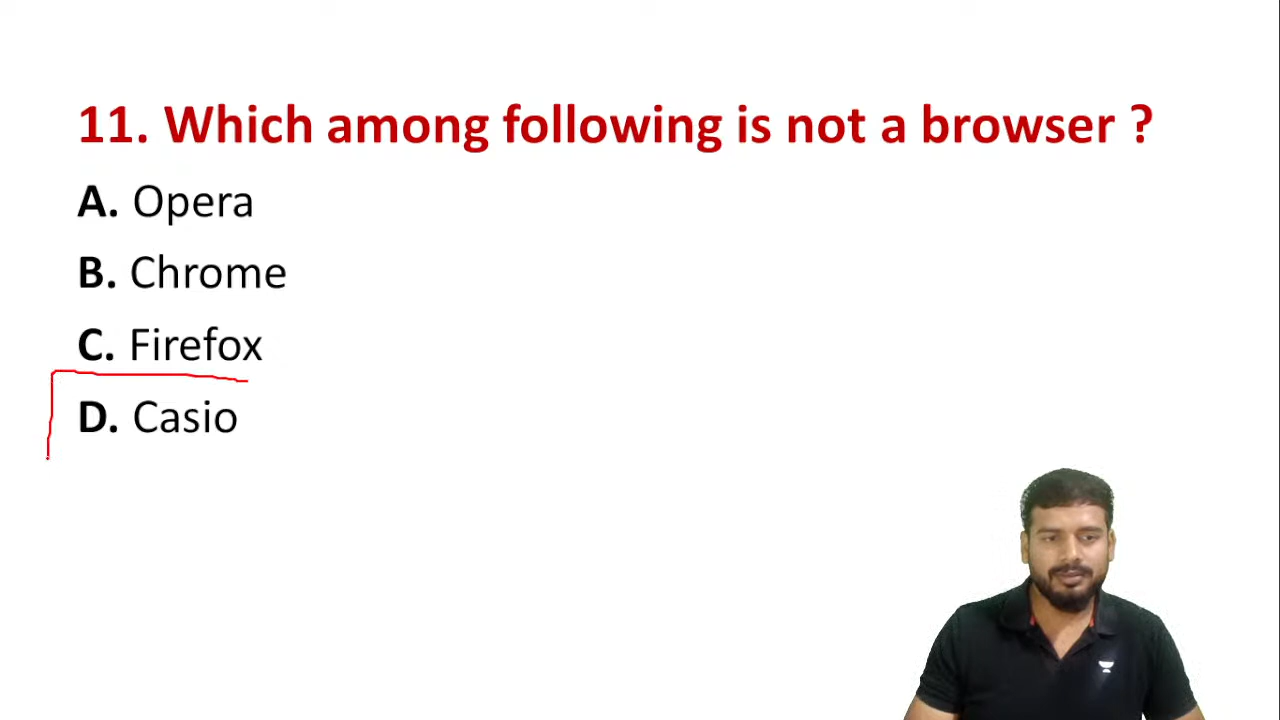 11. Which among following is not a browser ?
A. Opera
B. Chrome
C. Firefox
D. Casio